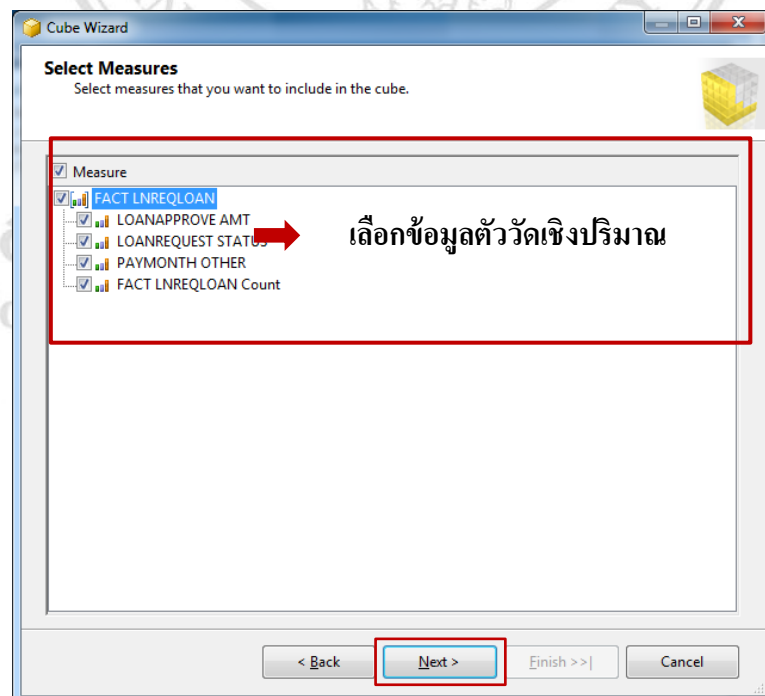 Cube Wizard
Select Measures
Select measures that you want to include in the cube.
Measure
FACT LNREQLOAN
LOANAPPROVE AMT
LOANREQUEST STATUS
PAYMONTH OTHER
FACT LNREQLOAN Count
เลือกข้อมูลตัววัดเชิงปริมาณ
< Back
Next >
Finish >>|
Cancel